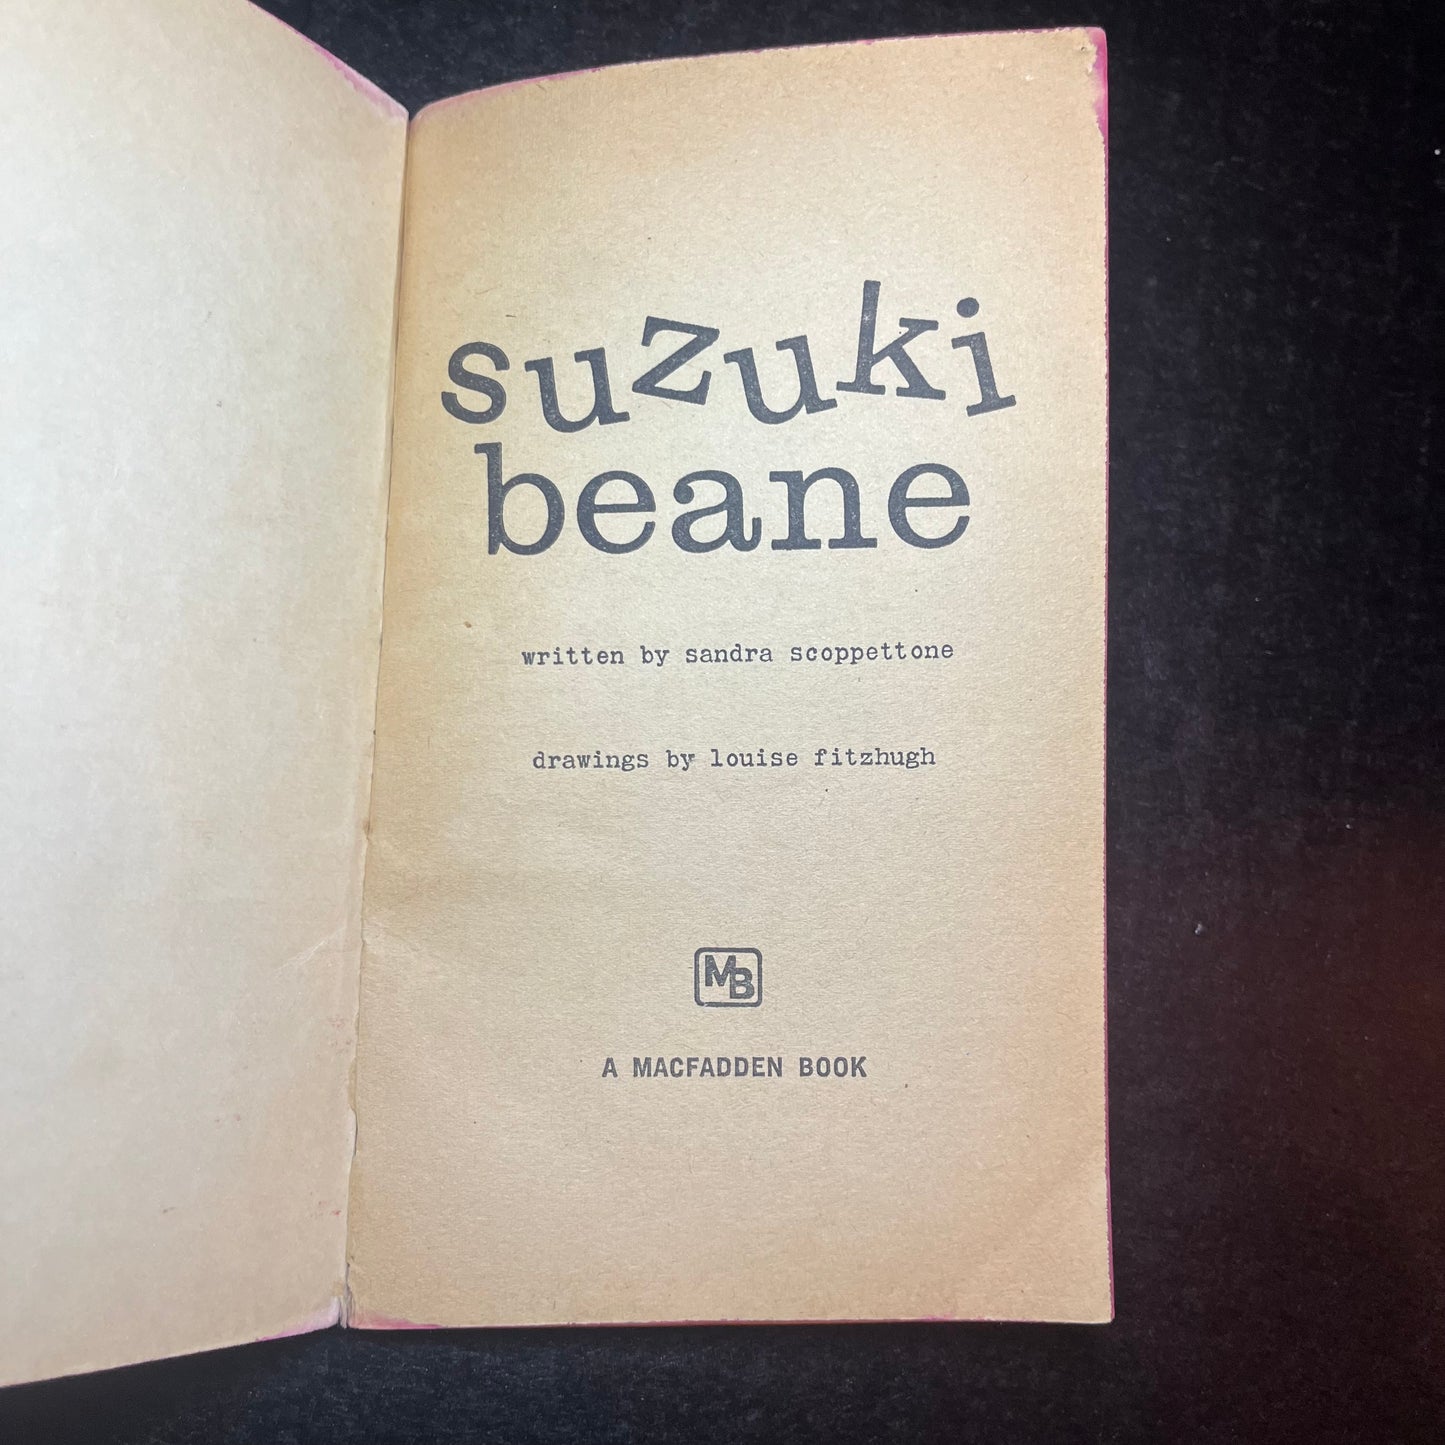 suzuki
beane
written by sandra scoppettone
drawings by louise fitzhugh
MB
A MACFADDEN BOOK